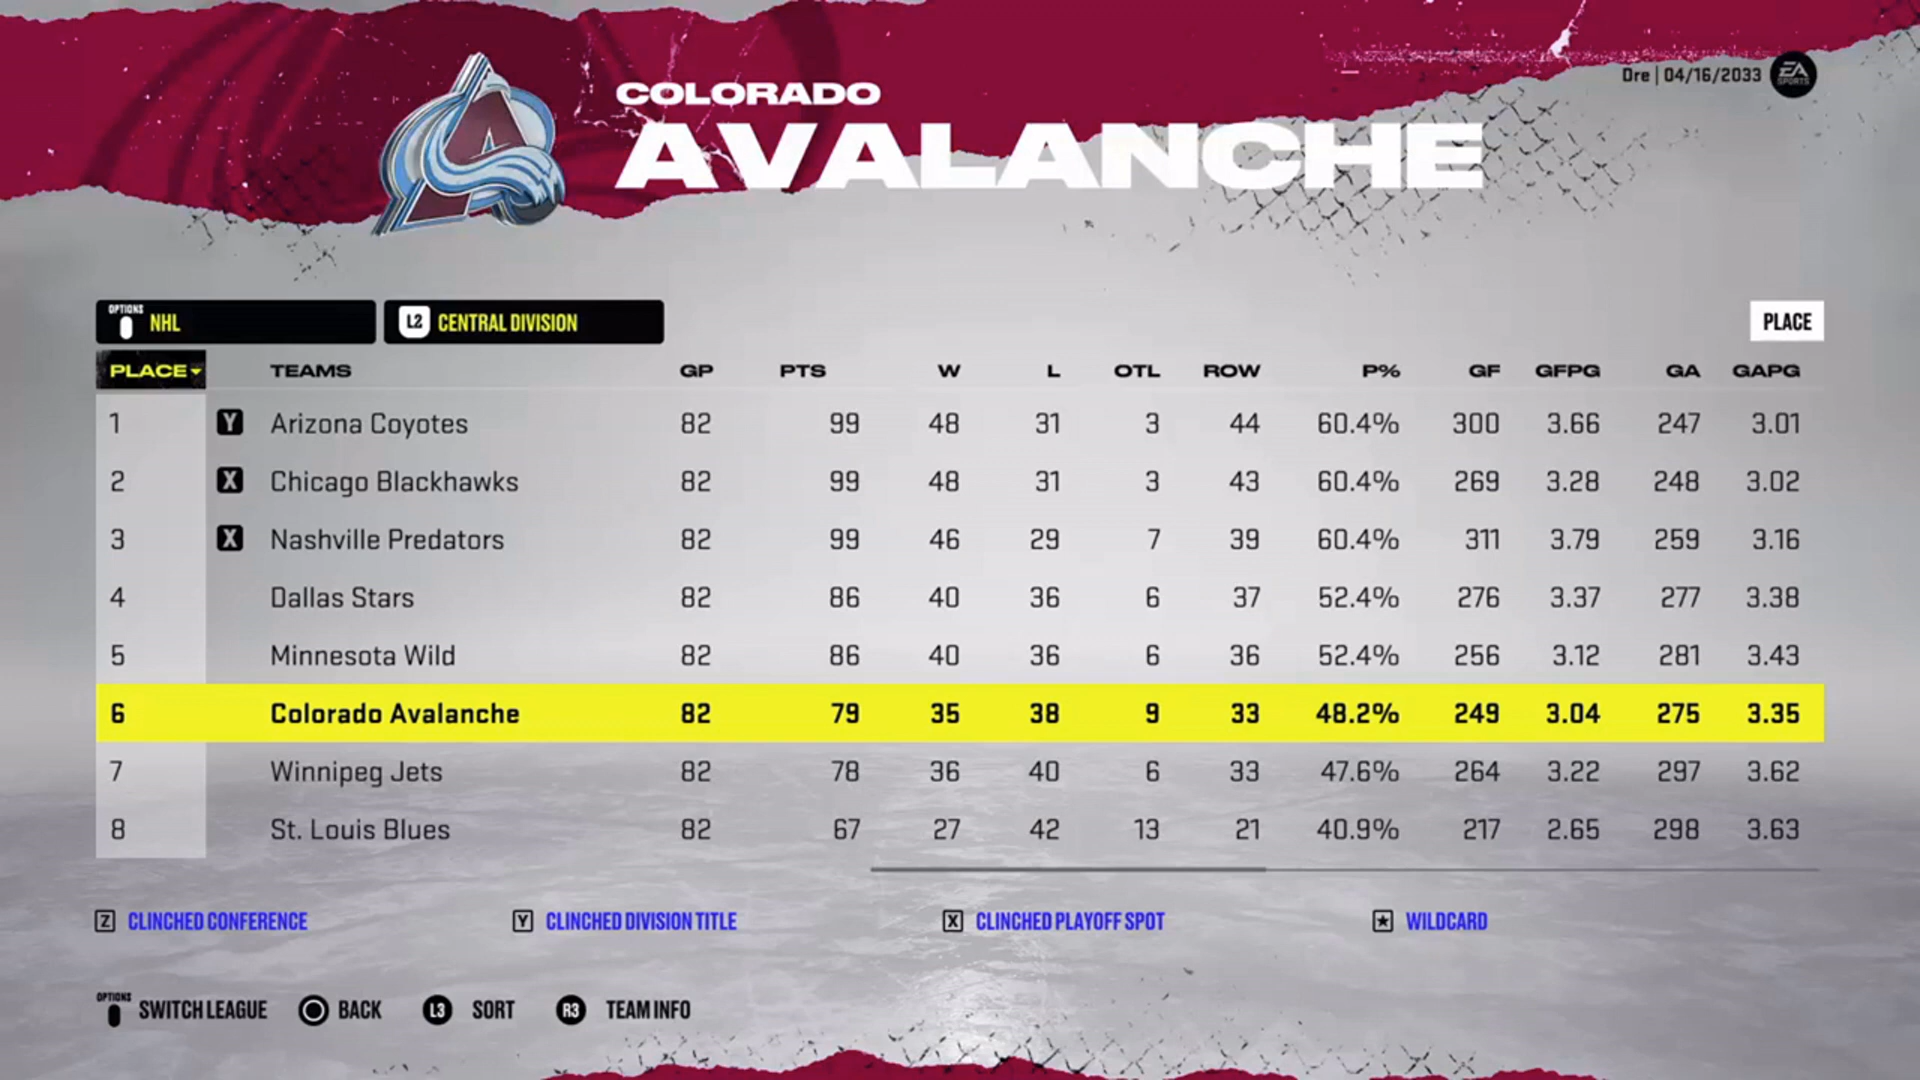 Dre | 04/16/2033
EA SPORTS
COLORADO
AVALANCHE
OPTIONS NHL L2 CENTRAL DIVISION PLACE
PLACE TEAMS GP PTS W L OTL ROW P% GF GFPG GA GAPG
1 Y Arizona Coyotes 82 99 48 31 3 44 60.4% 300 3.66 247 3.01
2 X Chicago Blackhawks 82 99 48 31 3 43 60.4% 269 3.28 248 3.02
3 X Nashville Predators 82 99 46 29 7 39 60.4% 311 3.79 259 3.16
4 Dallas Stars 82 86 40 36 6 37 52.4% 276 3.37 277 3.38
5 Minnesota Wild 82 86 40 36 6 36 52.4% 256 3.12 281 3.43
6 Colorado Avalanche 82 79 35 38 9 33 48.2% 249 3.04 275 3.35
7 Winnipeg Jets 82 78 36 40 6 33 47.6% 264 3.22 297 3.62
8 St. Louis Blues 82 67 27 42 13 21 40.9% 217 2.65 298 3.63
Z CLINCHED CONFERENCE Y CLINCHED DIVISION TITLE X CLINCHED PLAYOFF SPOT ★ WILDCARD
OPTIONS SWITCH LEAGUE BACK L3 SORT R3 TEAM INFO